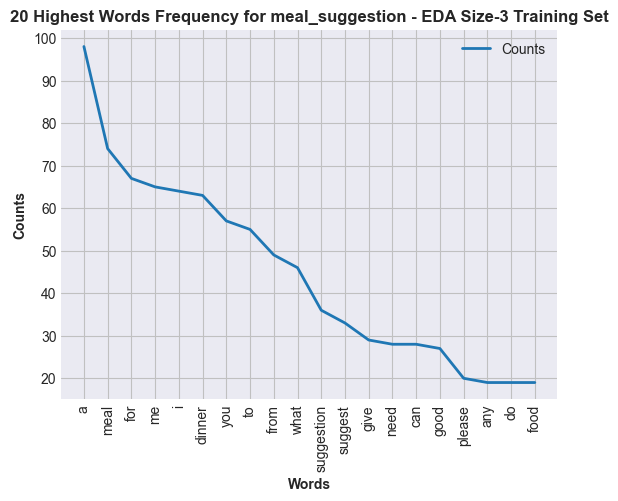 20 Highest Words Frequency for meal_suggestion - EDA Size-3 Training Set
Counts
100
90
80
70
60
50
40
30
20
Counts
a
meal
for
me
i
dinner
you
to
from
what
suggestion
suggest
give
need
can
good
please
any
do
food
Words